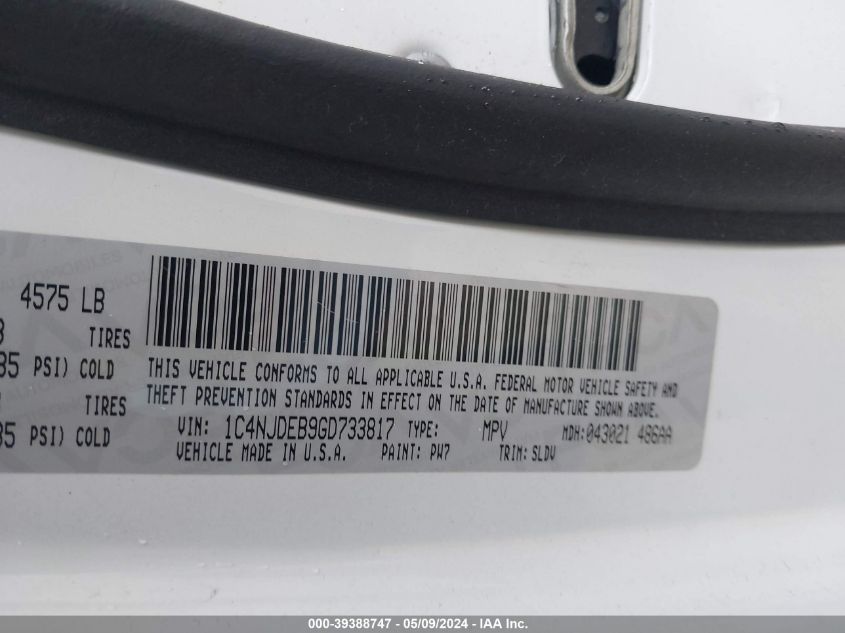 4575 LB
TIRES
35 PSI) COLD
TIRES
35 PSI) COLD
THIS VEHICLE CONFORMS TO ALL APPLICABLE U.S.A. FEDERAL MOTOR VEHICLE SAFETY AND
THEFT PREVENTION STANDARDS IN EFFECT ON THE DATE OF MANUFACTURE SHOWN ABOVE.
VIN: 1C4NJDEB9GD733817 TYPE: MPV MDH:043021 486AA
VEHICLE MADE IN U.S.A. PAINT: PW7 TRIM: SLDV
000-39388747 - 05/09/2024 - IAA Inc.